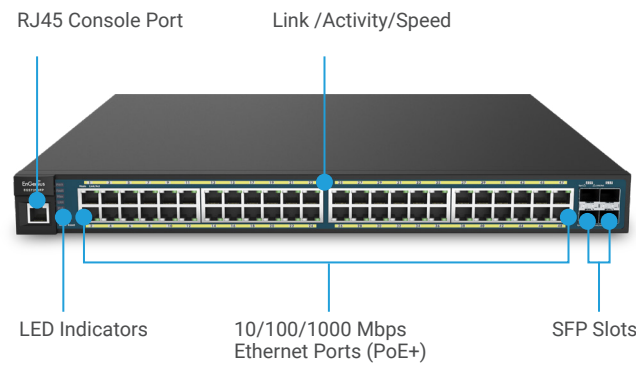 RJ45 Console Port
Link /Activity/Speed
EnGenius
LED Indicators
10/100/1000 Mbps
Ethernet Ports (PoE+)
SFP Slots